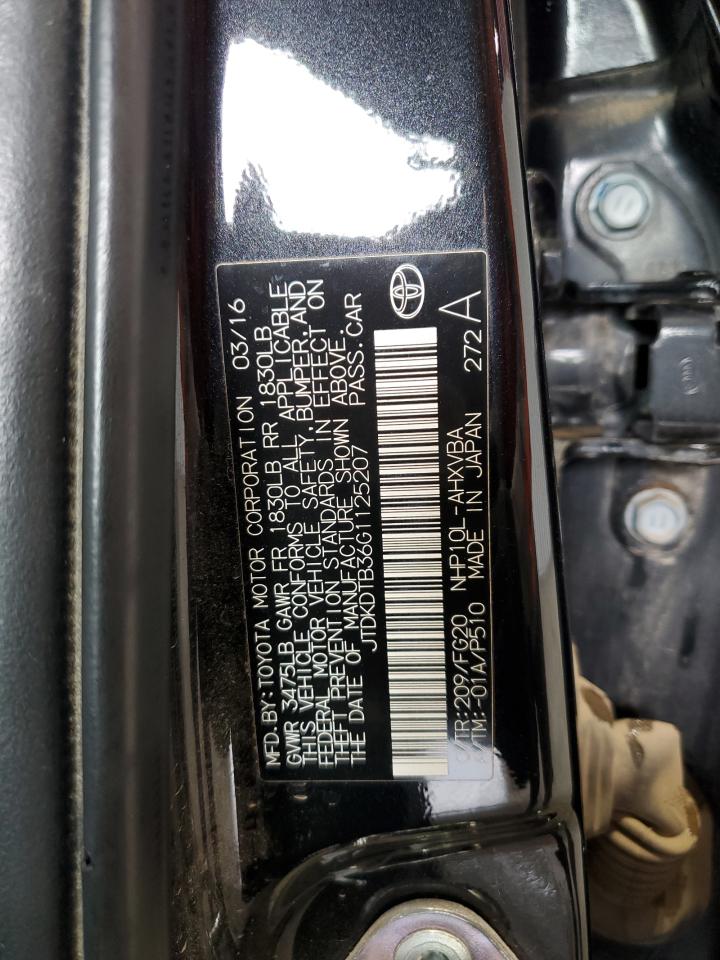 MFD.BY:TOYOTA MOTOR CORPORATION 03/16
GVWR 3475LB GAWR FR 1830LB RR 1830LB
THIS VEHICLE CONFORMS TO ALL APPLICABLE
FEDERAL MOTOR VEHICLE SAFETY,BUMPER,AND
THEFT PREVENTION STANDARDS IN EFFECT ON
THE DATE OF MANUFACTURE SHOWN ABOVE.
JTDKDTB36G1125207 PASS.CAR
C/TR:209/FG20 NHP10L-AHXVBA
A/TM:-01A/P510 MADE IN JAPAN 272 A